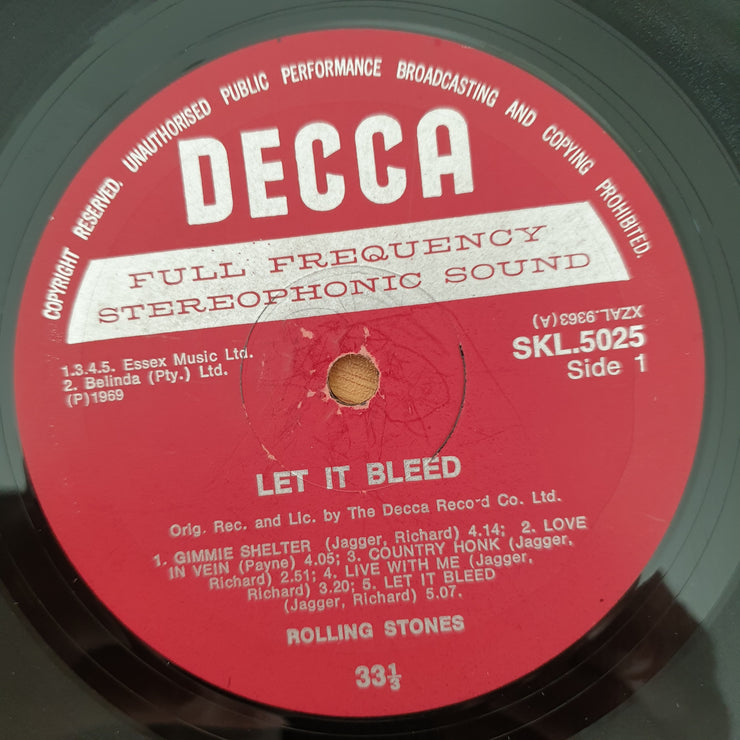 COPYRIGHT RESERVED. UNAUTHORISED PUBLIC PERFORMANCE BROADCASTING AND COPYING PROHIBITED.
DECCA
FULL FREQUENCY
STEREOPHONIC SOUND
1.3.4.5. Essex Music Ltd.
2. Belinda (Pty.) Ltd.
(P)1969
XZAL.9363 (A)
SKL.5025
Side 1
LET IT BLEED
Orig. Rec. and Lic. by The Decca Record Co. Ltd.
1. GIMMIE SHELTER (Jagger, Richard) 4.14; 2. LOVE
IN VEIN (Payne) 4.05; 3. COUNTRY HONK (Jagger,
Richard) 2.51; 4. LIVE WITH ME (Jagger,
Richard) 3.20; 5. LET IT BLEED
(Jagger, Richard) 5.07.
ROLLING STONES
33⅓